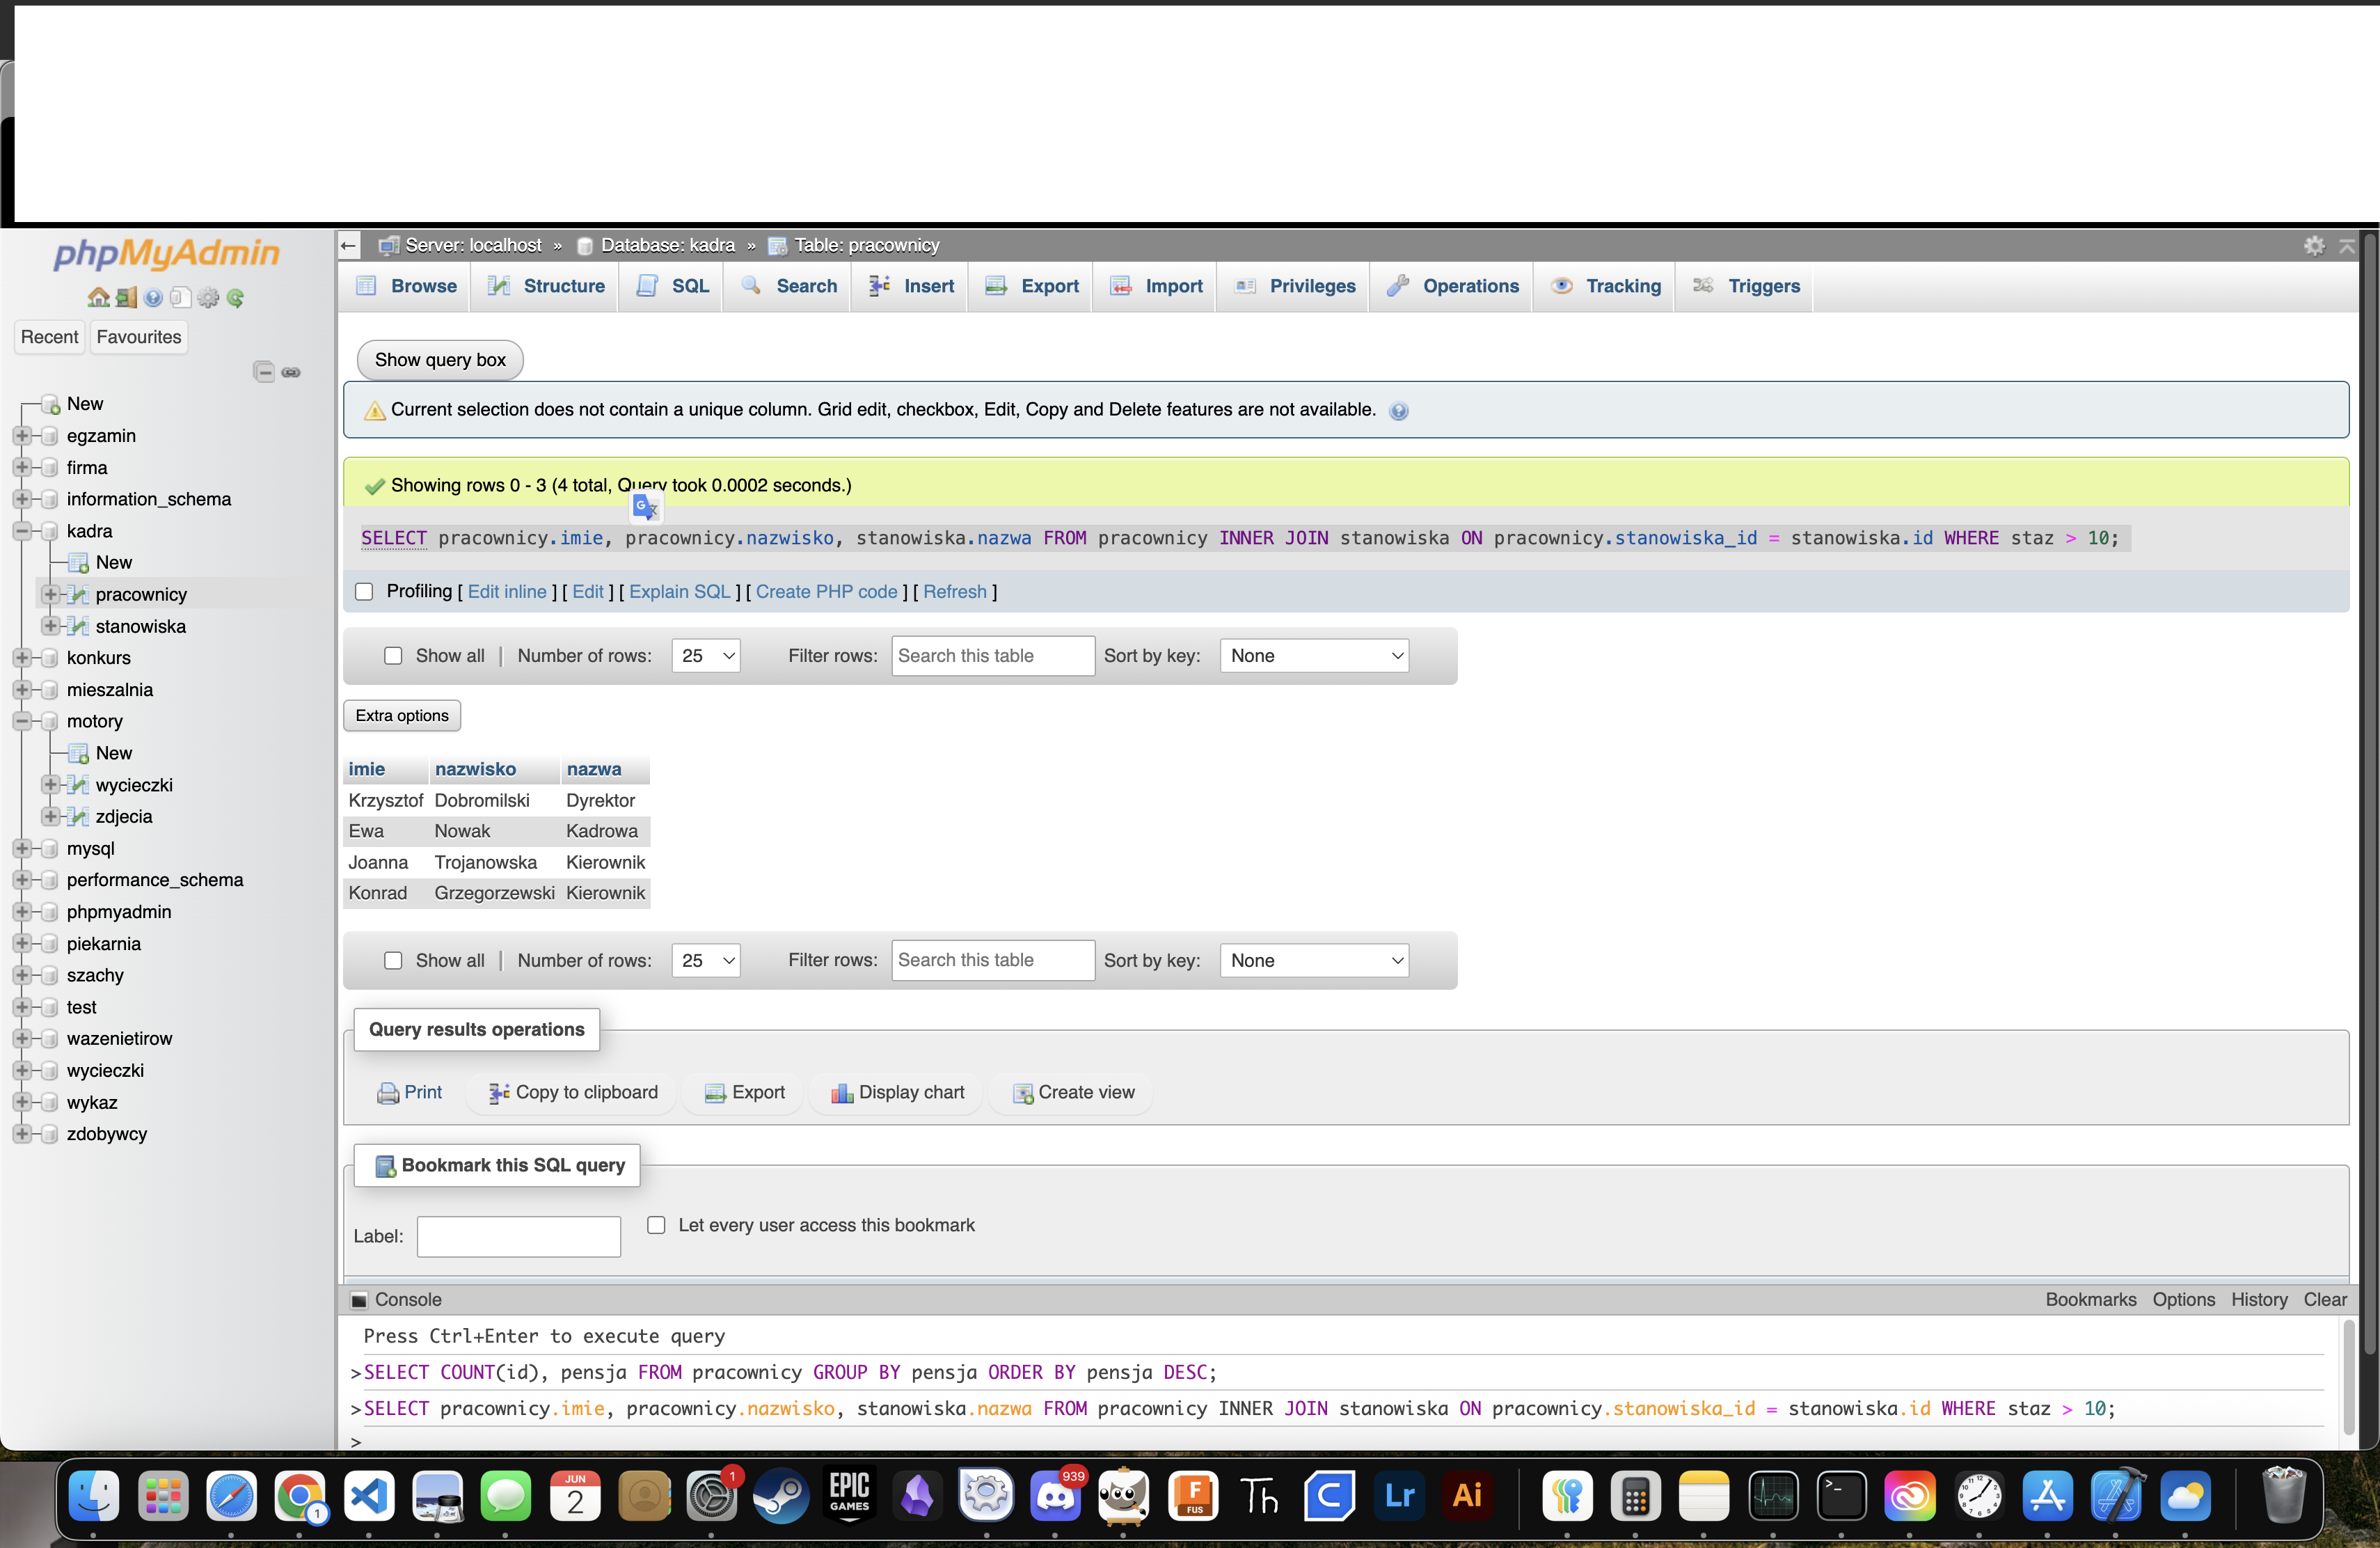 phpMyAdmin
Recent Favourites
New
egzamin
firma
information_schema
kadra
New
pracownicy
stanowiska
konkurs
mieszalnia
motory
New
wycieczki
zdjecia
mysql
performance_schema
phpmyadmin
piekarnia
szachy
test
wazenietirow
wycieczki
wykaz
zdobywcy
← Server: localhost » Database: kadra » Table: pracownicy
Browse Structure SQL Search Insert Export Import Privileges Operations Tracking Triggers
Show query box
Current selection does not contain a unique column. Grid edit, checkbox, Edit, Copy and Delete features are not available.
Showing rows 0 - 3 (4 total, Query took 0.0002 seconds.)
SELECT pracownicy.imie, pracownicy.nazwisko, stanowiska.nazwa FROM pracownicy INNER JOIN stanowiska ON pracownicy.stanowiska_id = stanowiska.id WHERE staz > 10;
Profiling [ Edit inline ] [ Edit ] [ Explain SQL ] [ Create PHP code ] [ Refresh ]
Show all | Number of rows: 25 Filter rows: Search this table Sort by key: None
Extra options
imie nazwisko nazwa
Krzysztof Dobromilski Dyrektor
Ewa Nowak Kadrowa
Joanna Trojanowska Kierownik
Konrad Grzegorzewski Kierownik
Show all | Number of rows: 25 Filter rows: Search this table Sort by key: None
Query results operations
Print Copy to clipboard Export Display chart Create view
Bookmark this SQL query
Label: Let every user access this bookmark
Console Bookmarks Options History Clear
Press Ctrl+Enter to execute query
>SELECT COUNT(id), pensja FROM pracownicy GROUP BY pensja ORDER BY pensja DESC;
>SELECT pracownicy.imie, pracownicy.nazwisko, stanowiska.nazwa FROM pracownicy INNER JOIN stanowiska ON pracownicy.stanowiska_id = stanowiska.id WHERE staz > 10;
>
1 JUN 2 1 EPIC GAMES 939 F FUS Th C Lr Ai